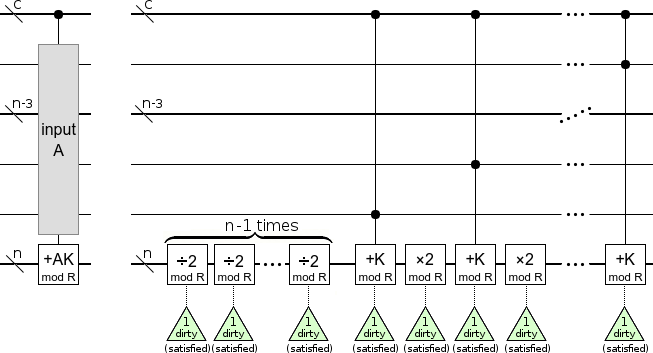 C
C
n-3
n-3
input
A
n-1 times
n
+AK
mod R
n
÷2
mod R
÷2
mod R
÷2
mod R
+K
mod R
×2
mod R
+K
mod R
×2
mod R
+K
mod R
1
dirty
(satisfied)
1
dirty
(satisfied)
1
dirty
(satisfied)
1
dirty
(satisfied)
1
dirty
(satisfied)
1
dirty
(satisfied)
1
dirty
(satisfied)
1
dirty
(satisfied)